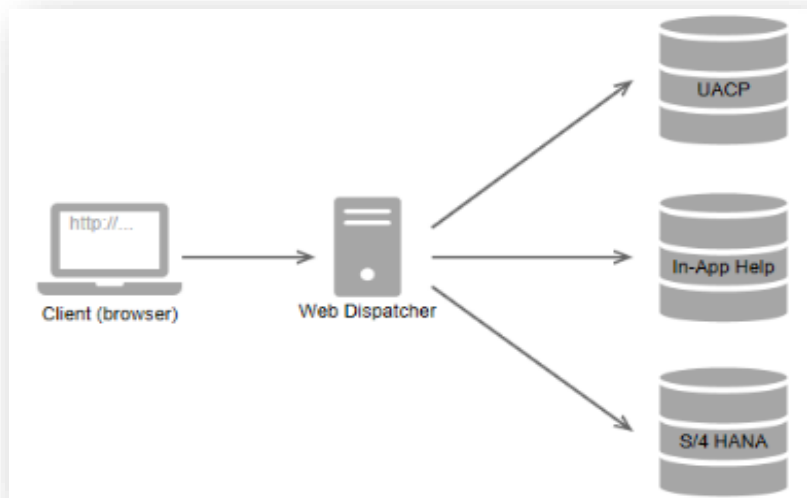 UACP
http://...
In-App Help
Client (browser)
Web Dispatcher
S/4 HANA